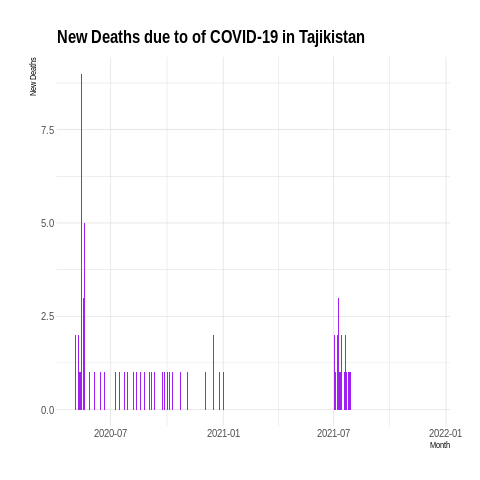 New Deaths due to of COVID-19 in Tajikistan
New Deaths
7.5
5.0
2.5
0.0
2020-07
2021-01
2021-07
2022-01
Month